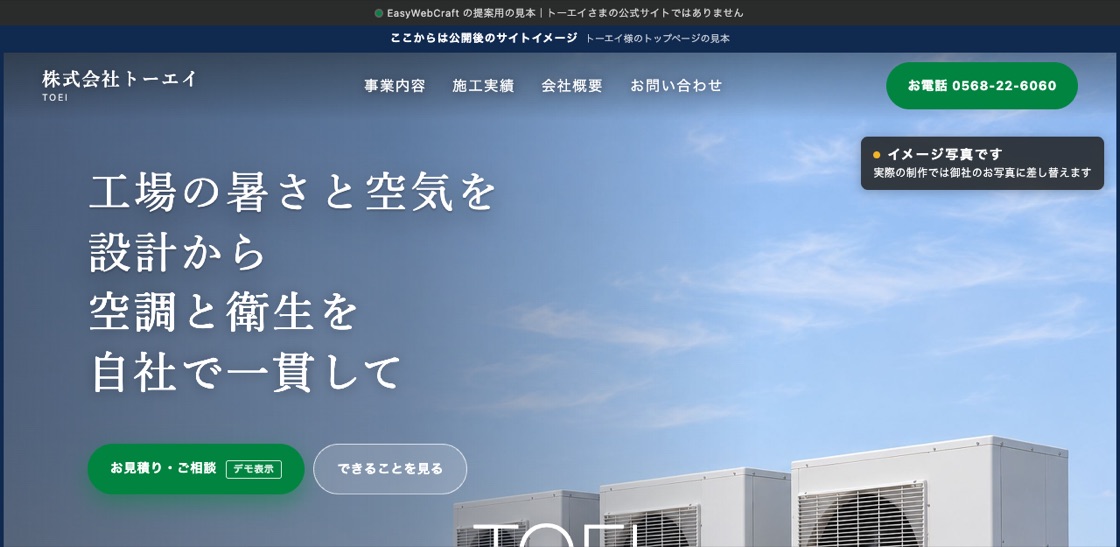 EasyWebCraft の提案用の見本｜トーエイさまの公式サイトではありません
ここからは公開後のサイトイメージ トーエイ様のトップページの見本
株式会社トーエイ
TOEI
事業内容 施工実績 会社概要 お問い合わせ
お電話 0568-22-6060
イメージ写真です
実際の制作では御社のお写真に差し替えます
工場の暑さと空気を
設計から
空調と衛生を
自社で一貫して
お見積り・ご相談 デモ表示
できることを見る
TOEI